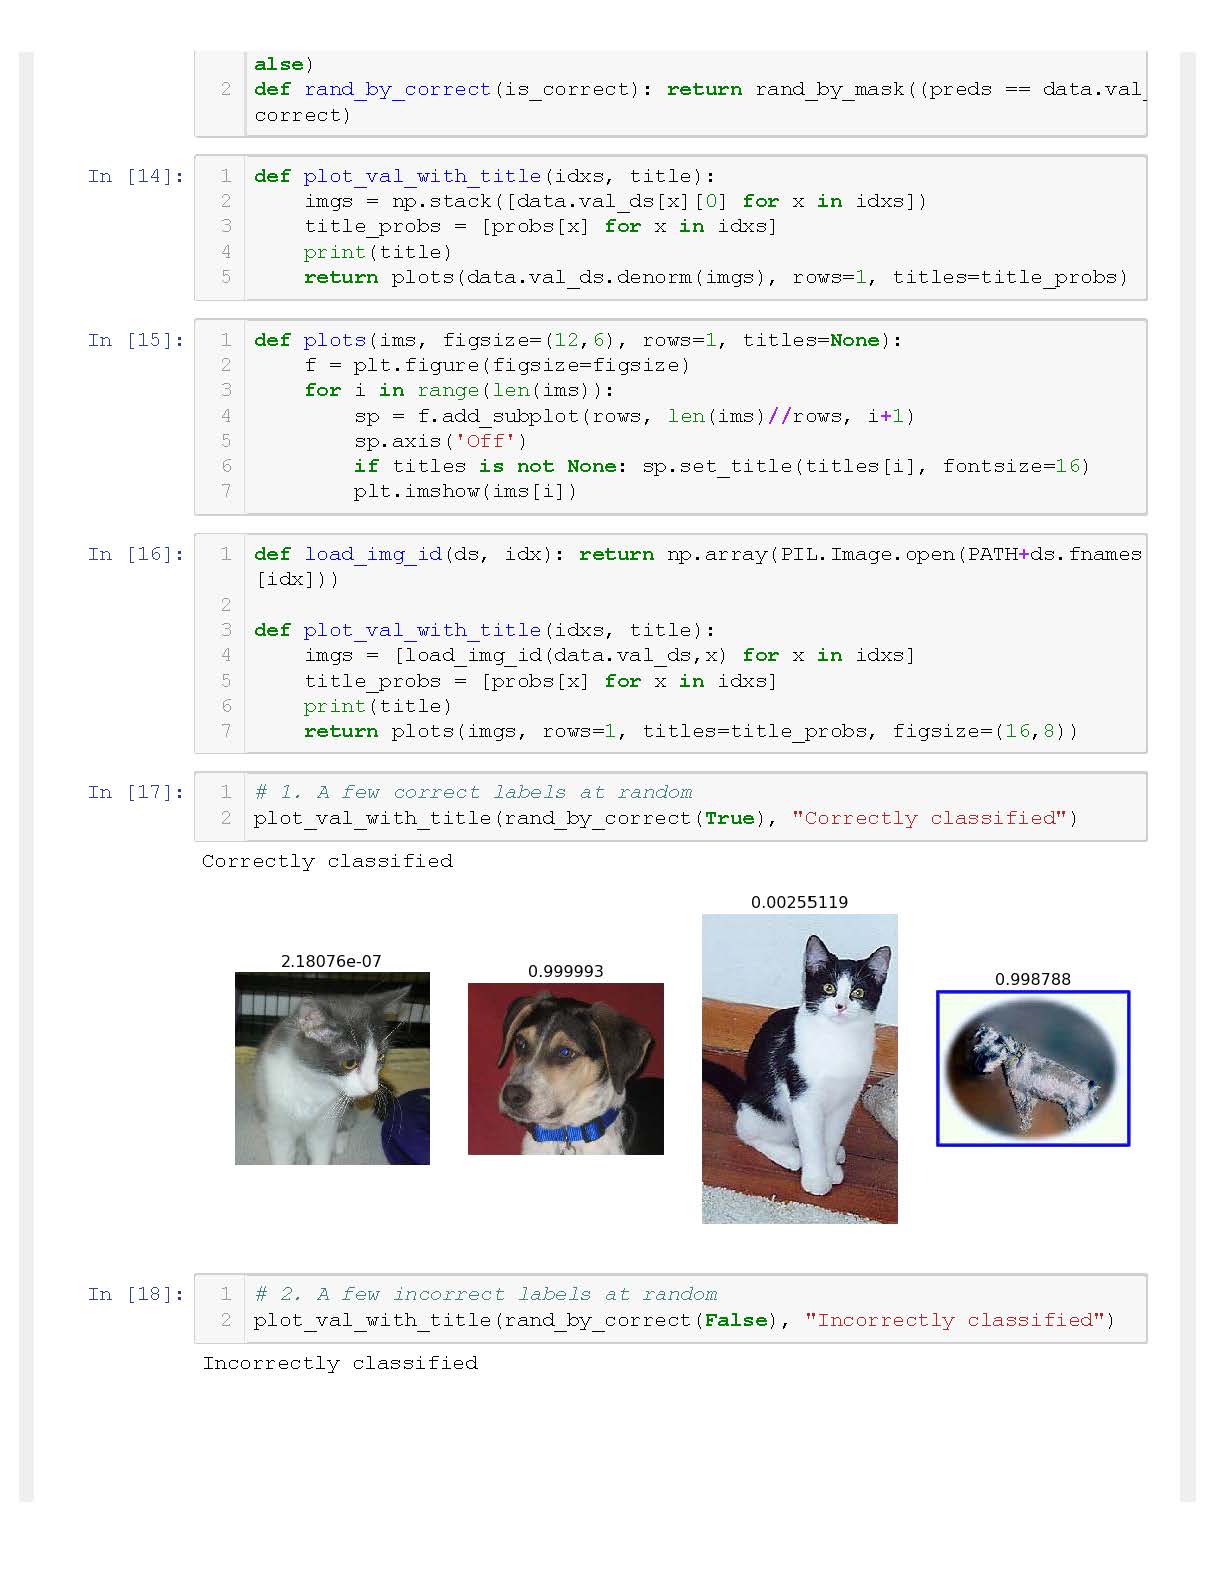 alse)
2 def rand_by_correct(is_correct): return rand_by_mask((preds == data.val_
correct)
In [14]:
1 def plot_val_with_title(idxs, title):
2     imgs = np.stack([data.val_ds[x][0] for x in idxs])
3     title_probs = [probs[x] for x in idxs]
4     print(title)
5     return plots(data.val_ds.denorm(imgs), rows=1, titles=title_probs)
In [15]:
1 def plots(ims, figsize=(12,6), rows=1, titles=None):
2     f = plt.figure(figsize=figsize)
3     for i in range(len(ims)):
4         sp = f.add_subplot(rows, len(ims)//rows, i+1)
5         sp.axis('Off')
6         if titles is not None: sp.set_title(titles[i], fontsize=16)
7         plt.imshow(ims[i])
In [16]:
1 def load_img_id(ds, idx): return np.array(PIL.Image.open(PATH+ds.fnames
[idx]))
2
3 def plot_val_with_title(idxs, title):
4     imgs = [load_img_id(data.val_ds,x) for x in idxs]
5     title_probs = [probs[x] for x in idxs]
6     print(title)
7     return plots(imgs, rows=1, titles=title_probs, figsize=(16,8))
In [17]:
1 # 1. A few correct labels at random
2 plot_val_with_title(rand_by_correct(True), "Correctly classified")
Correctly classified
2.18076e-07
0.999993
0.00255119
0.998788
In [18]:
1 # 2. A few incorrect labels at random
2 plot_val_with_title(rand_by_correct(False), "Incorrectly classified")
Incorrectly classified